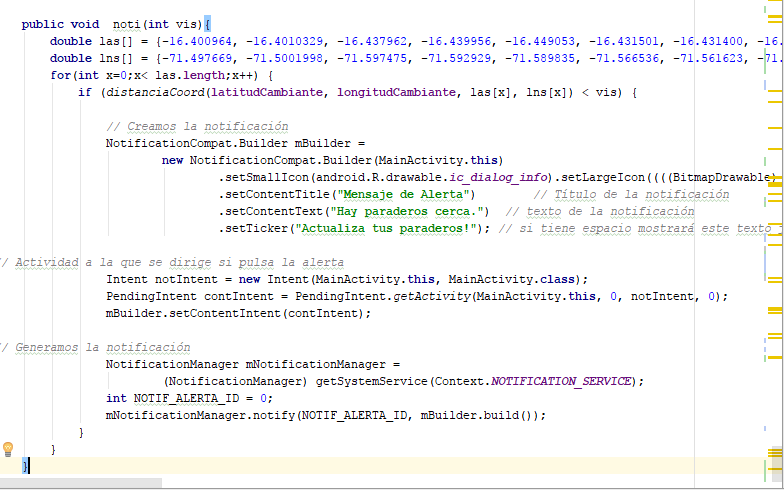 public void  noti(int vis){
double las[] = {-16.400964, -16.4010329, -16.437962, -16.439956, -16.449053, -16.431501, -16.431400, -16.
double lns[] = {-71.497669, -71.5001998, -71.597475, -71.592929, -71.589835, -71.566536, -71.561623, -71.
for(int x=0;x< las.length;x++) {
if (distanciaCoord(latitudCambiante, longitudCambiante, las[x], lns[x]) < vis) {
// Creamos la notificación
NotificationCompat.Builder mBuilder =
new NotificationCompat.Builder(MainActivity.this)
.setSmallIcon(android.R.drawable.ic_dialog_info).setLargeIcon((((BitmapDrawable)
.setContentTitle("Mensaje de Alerta")        // Título de la notificación
.setContentText("Hay paraderos cerca.")  // texto de la notificación
.setTicker("Actualiza tus paraderos!"); // si tiene espacio mostrará este texto
// Actividad a la que se dirige si pulsa la alerta
Intent notIntent = new Intent(MainActivity.this, MainActivity.class);
PendingIntent contIntent = PendingIntent.getActivity(MainActivity.this, 0, notIntent, 0);
mBuilder.setContentIntent(contIntent);
// Generamos la notificación
NotificationManager mNotificationManager =
(NotificationManager) getSystemService(Context.NOTIFICATION_SERVICE);
int NOTIF_ALERTA_ID = 0;
mNotificationManager.notify(NOTIF_ALERTA_ID, mBuilder.build());
}
}
}